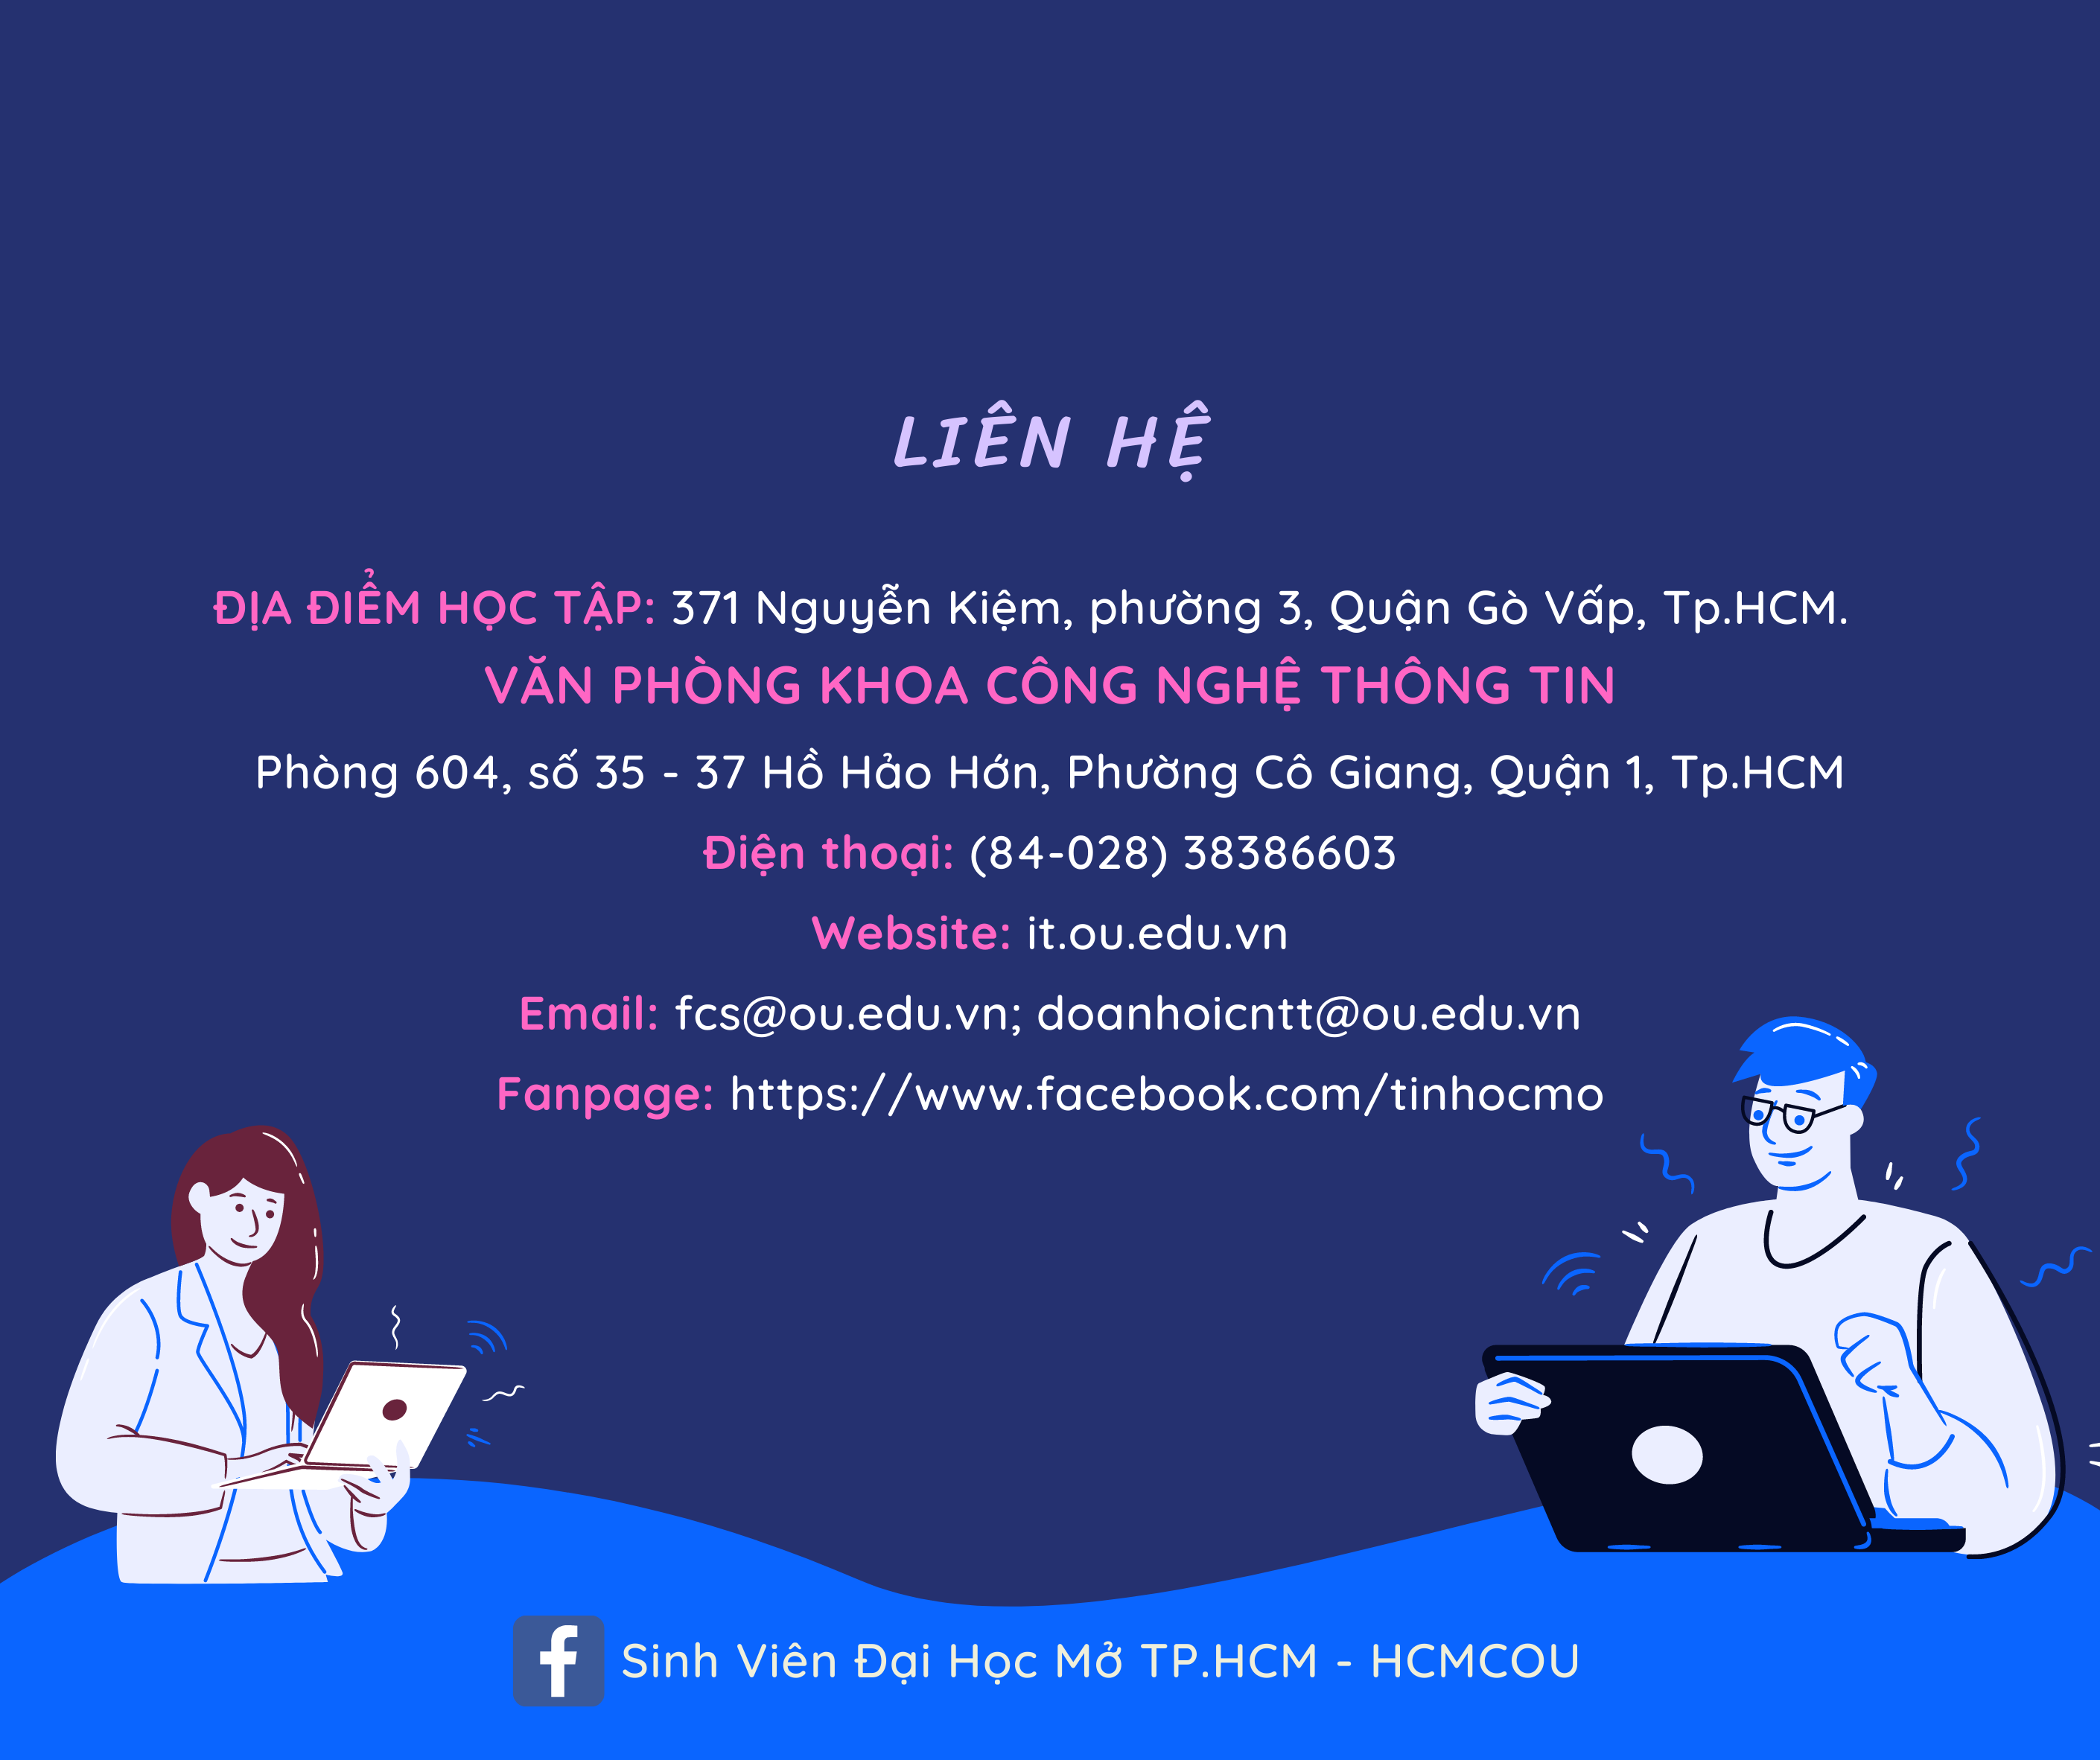 LIÊN HỆ
ĐỊA ĐIỂM HỌC TẬP: 371 Nguyễn Kiệm, phường 3, Quận Gò Vấp, Tp.HCM.
VĂN PHÒNG KHOA CÔNG NGHỆ THÔNG TIN
Phòng 604, số 35 - 37 Hồ Hảo Hớn, Phường Cô Giang, Quận 1, Tp.HCM
Điện thoại: (84-028) 38386603
Website: it.ou.edu.vn
Email: fcs@ou.edu.vn; doanhoicntt@ou.edu.vn
Fanpage: https://www.facebook.com/tinhocmo
Sinh Viên Đại Học Mở TP.HCM - HCMCOU